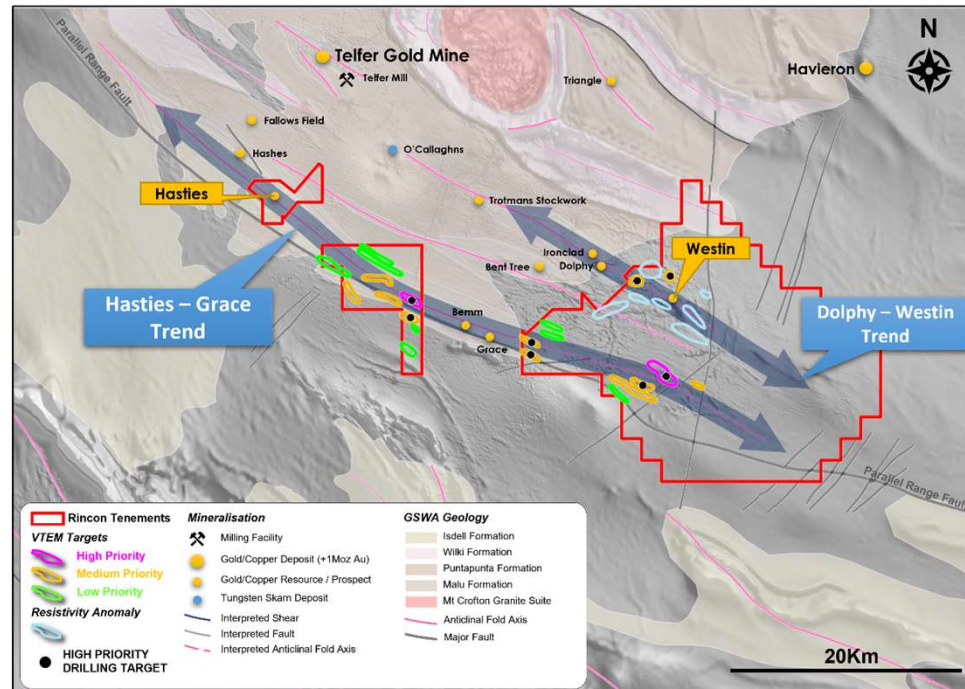 N
Parallel Range Fault
Telfer Gold Mine
Telfer Mill
Triangle
Havieron
Fallows Field
Hashes
O'Callaghns
Hasties
Trotmans Stockwork
Ironclad
Bent Tree
Dolphy
Westin
Hasties – Grace
Trend
Bemm
Grace
Dolphy – Westin
Trend
Parallel Range Fault
Rincon Tenements
VTEM Targets
High Priority
Medium Priority
Low Priority
Resistivity Anomaly
HIGH PRIORITY
DRILLING TARGET
Mineralisation
Milling Facility
Gold/Copper Deposit (+1Moz Au)
Gold/Copper Resource / Prospect
Tungsten Skarn Deposit
Interpreted Shear
Interpreted Fault
Interpreted Anticlinal Fold Axis
GSWA Geology
Isdell Formation
Wilki Formation
Puntapunta Formation
Malu Formation
Mt Crofton Granite Suite
Anticlinal Fold Axis
Major Fault
20Km